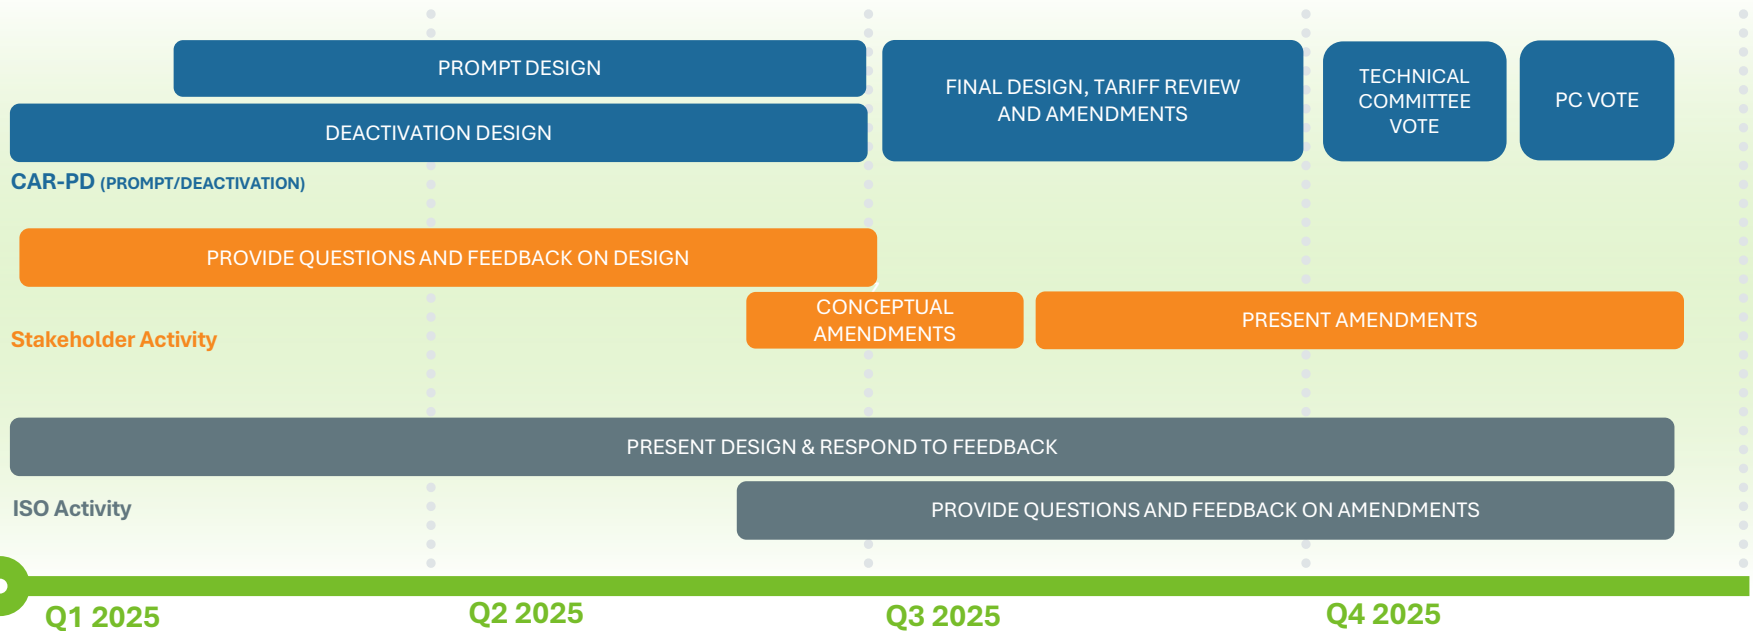 PROMPT DESIGN
DEACTIVATION DESIGN
FINAL DESIGN, TARIFF REVIEW
AND AMENDMENTS
TECHNICAL
COMMITTEE
VOTE
PC VOTE
CAR-PD (PROMPT/DEACTIVATION)
PROVIDE QUESTIONS AND FEEDBACK ON DESIGN
CONCEPTUAL
AMENDMENTS
PRESENT AMENDMENTS
Stakeholder Activity
PRESENT DESIGN & RESPOND TO FEEDBACK
ISO Activity
PROVIDE QUESTIONS AND FEEDBACK ON AMENDMENTS
Q1 2025
Q2 2025
Q3 2025
Q4 2025